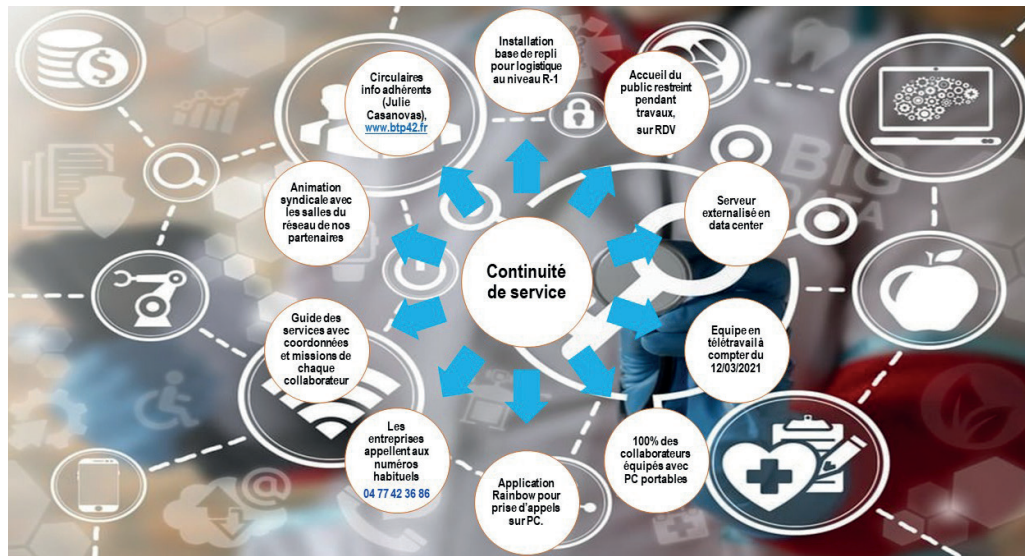 Continuité
de service
Installation
base de repli
pour logistique
au niveau R-1
Accueil du
public restreint
pendant
travaux,
sur RDV
Serveur
externalisé en
data center
Equipe en
télétravail à
compter du
12/03/2021
100% des
collaborateurs
équipés avec
PC portables
Application
Rainbow pour
prise d'appels
sur PC.
Les
entreprises
appellent aux
numéros
habituels
04 77 42 36 86
Guide des
services avec
coordonnées
et missions de
chaque
collaborateur
Animation
syndicale avec
les salles du
réseau de nos
partenaires
Circulaires
info adhérents
(Julie
Casanovas),
www.btp42.fr
BIG
DATA